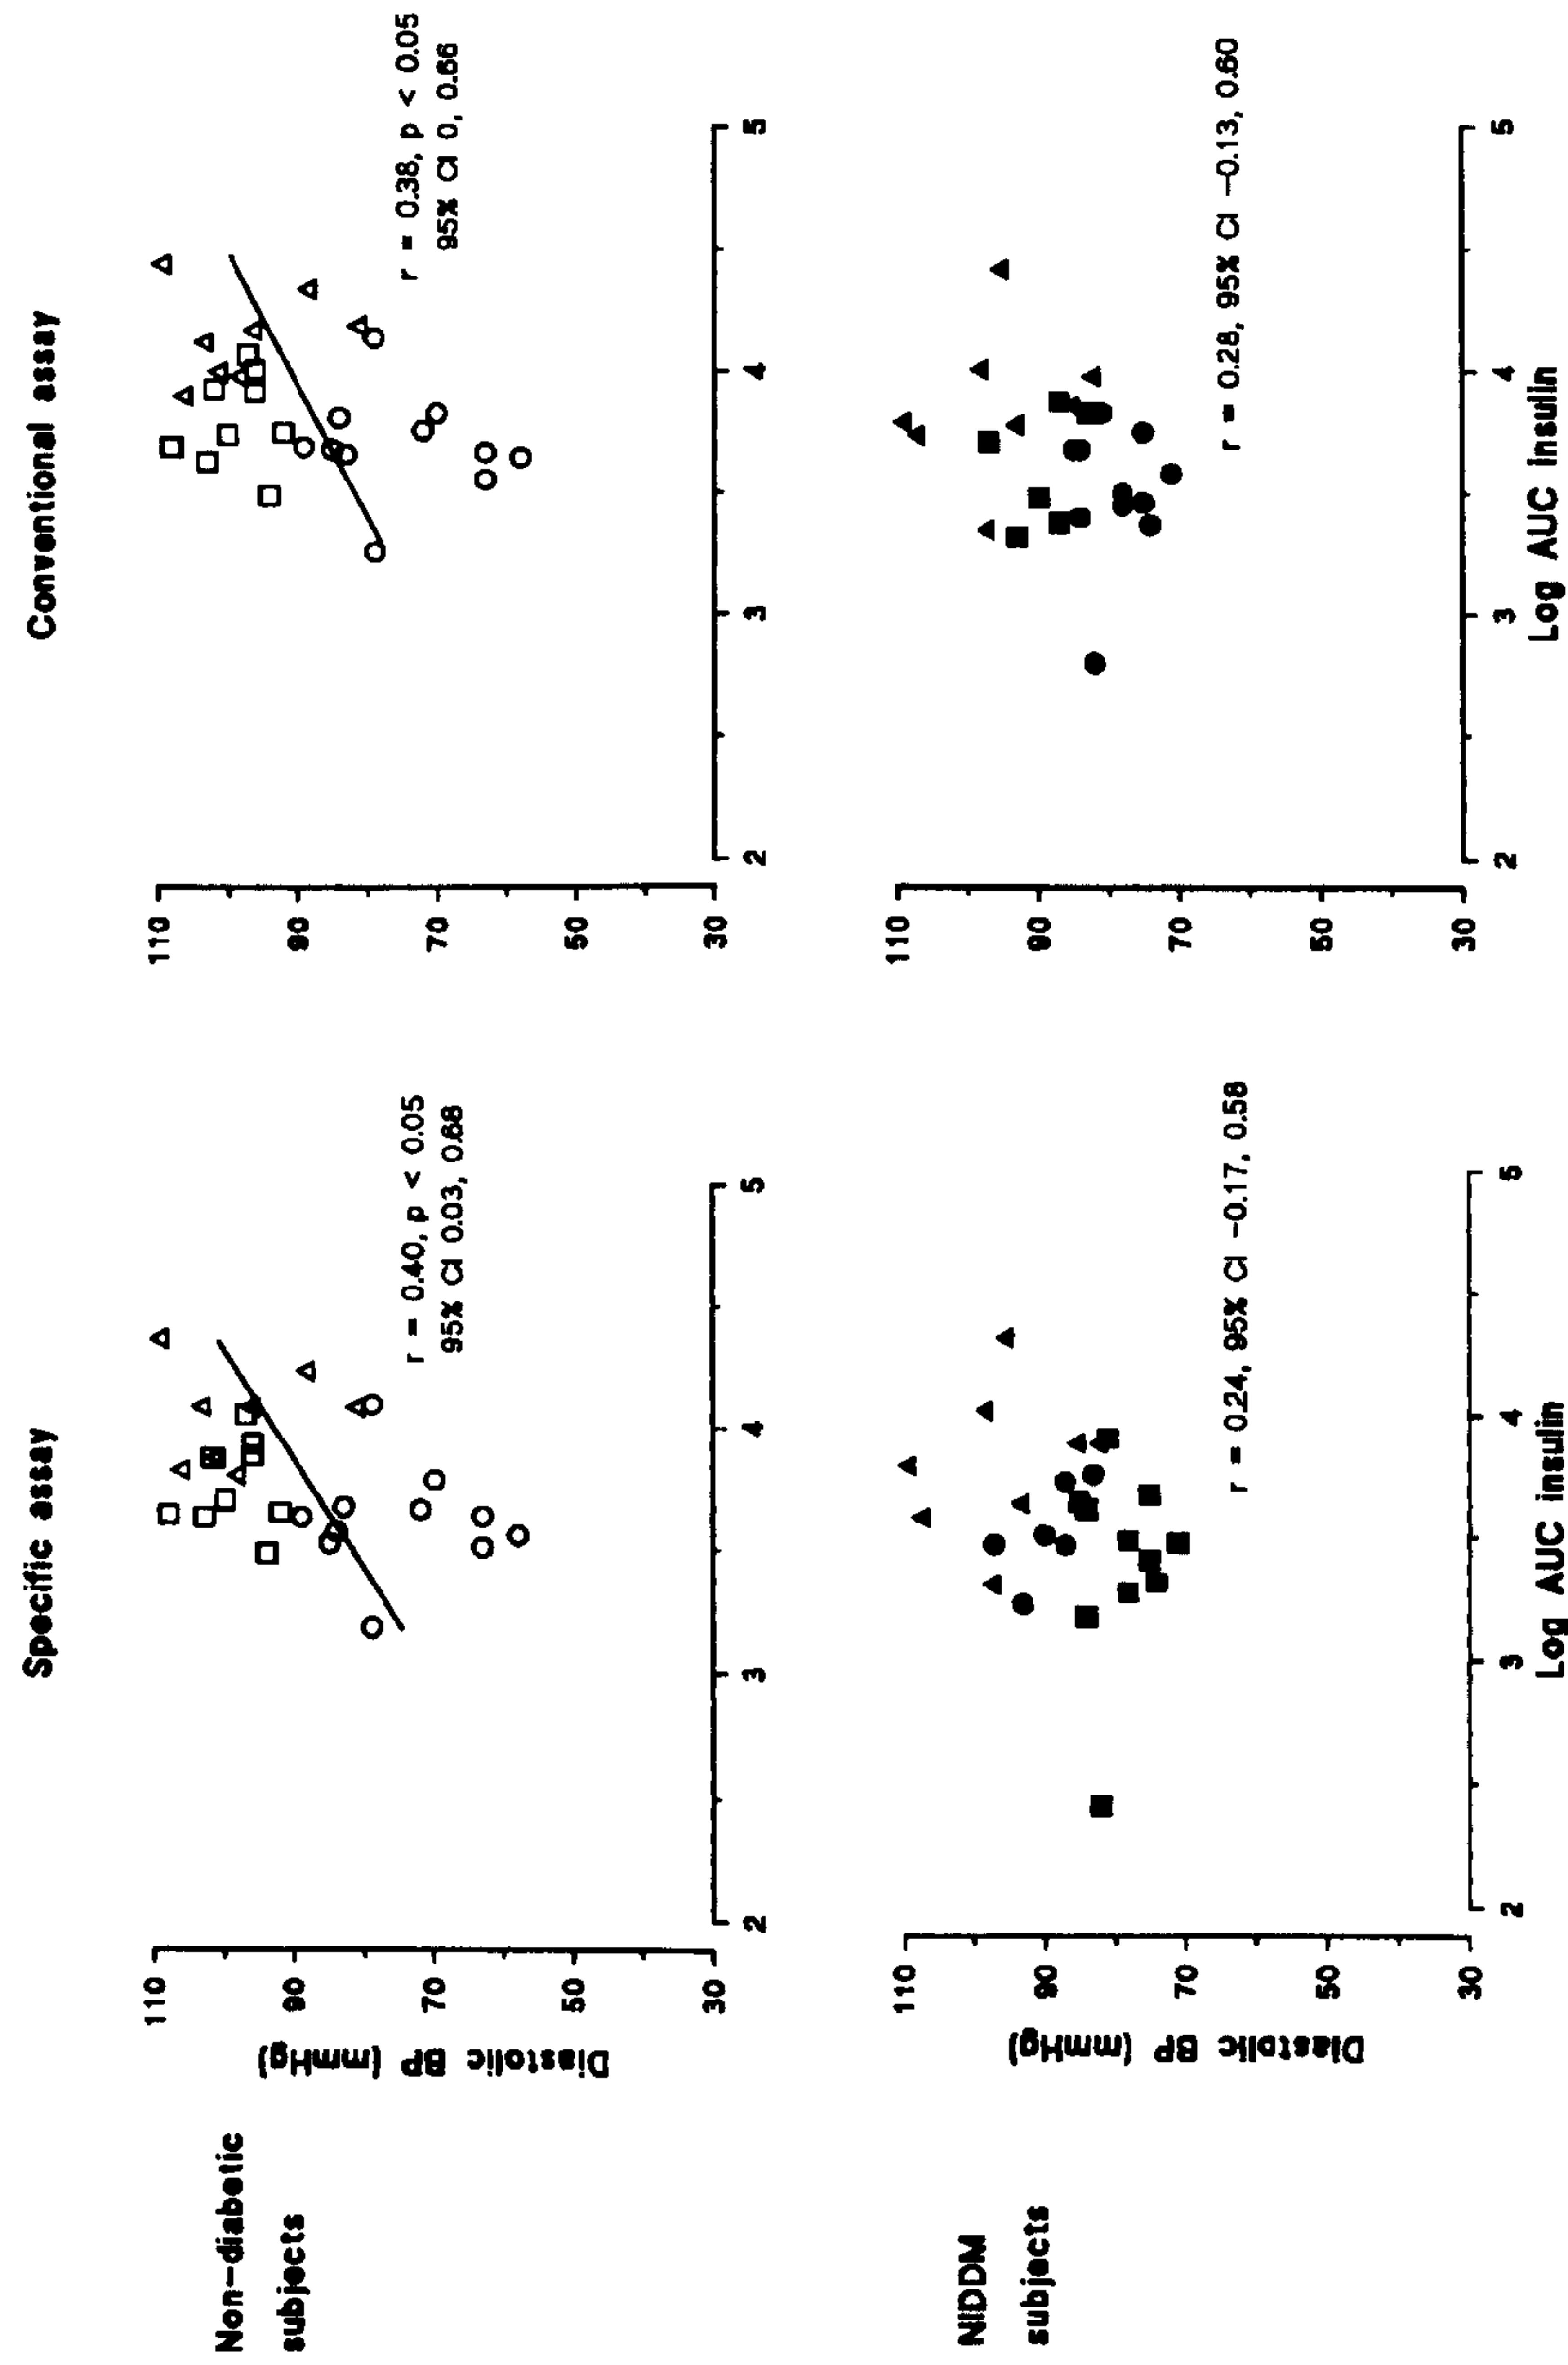 Specific assay
Conventional assay
Non-diabetic
subjects
Diastolic BP (mmHg)
110
90
70
50
30
2
3
4
5
r = 0.40, p < 0.05
95% CI 0.03, 0.68
110
90
70
50
30
2
3
4
5
r = 0.38, p < 0.05
95% CI 0, 0.66
NIDDM
subjects
Diastolic BP (mmHg)
110
90
70
50
30
2
3
4
5
Log AUC insulin
r = 0.24, 95% CI -0.17, 0.58
110
90
70
50
30
2
3
4
5
Log AUC insulin
r = 0.28, 95% CI -0.13, 0.60